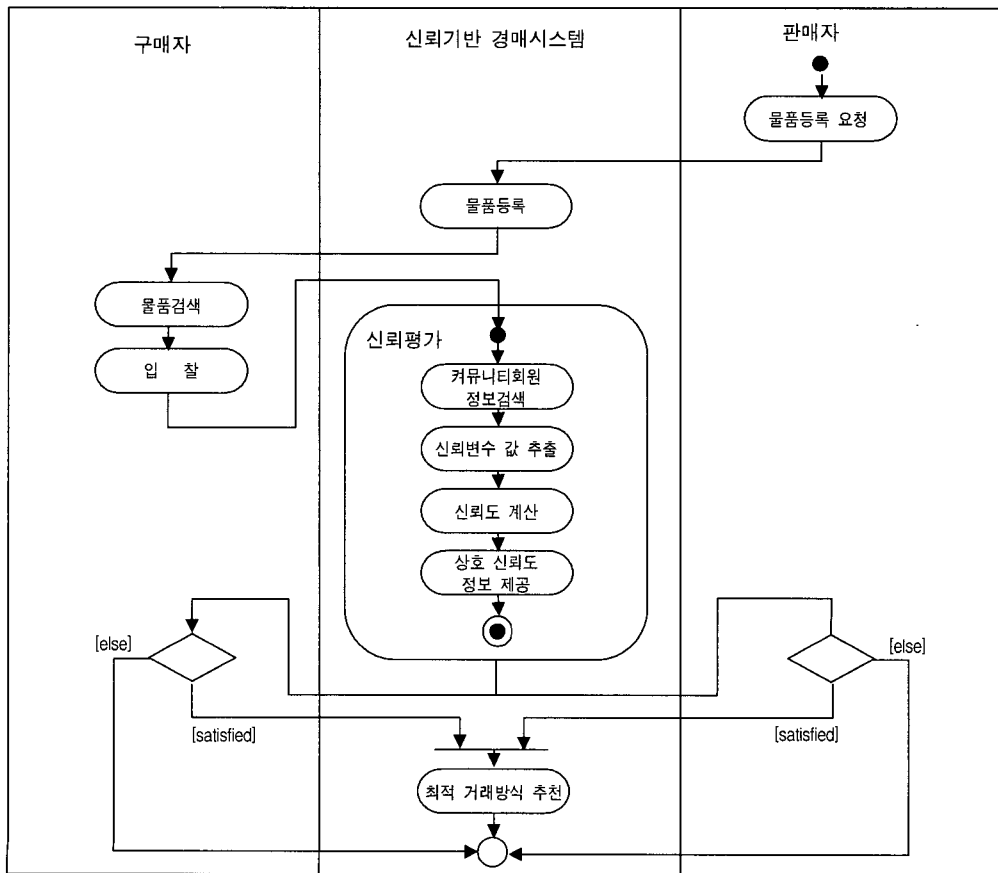 구매자
신뢰기반 경매시스템
판매자
물품등록 요청
물품등록
물품검색
입 찰
신뢰평가
커뮤니티회원
정보검색
신뢰변수 값 추출
신뢰도 계산
상호 신뢰도
정보 제공
[else]
[else]
[satisfied]
[satisfied]
최적 거래방식 추천